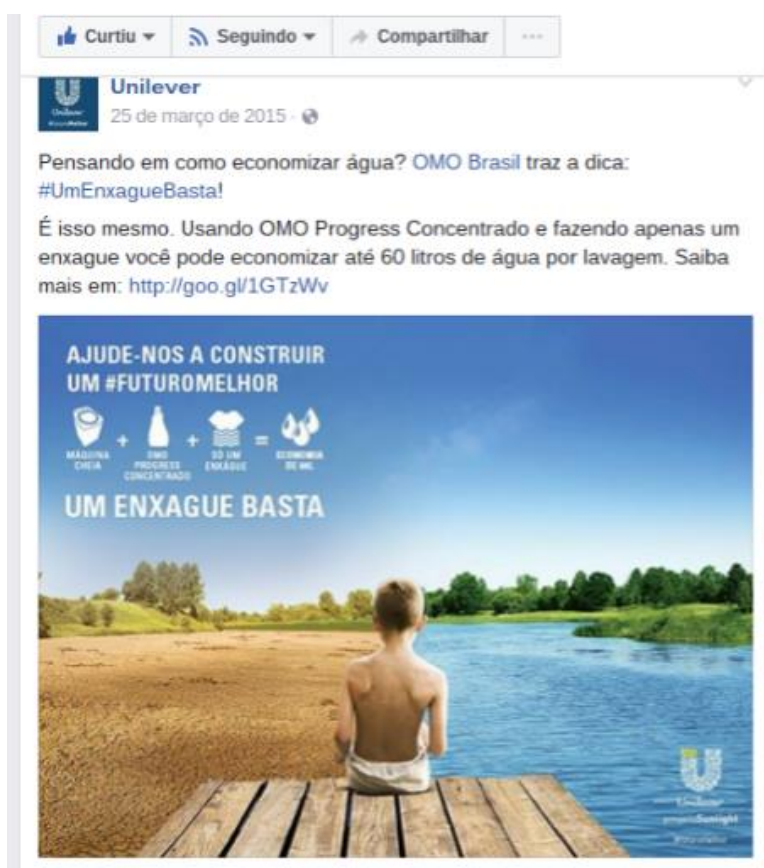 Curtiu Seguindo Compartilhar ...
Unilever
25 de março de 2015 ·
Pensando em como economizar água? OMO Brasil traz a dica:
#UmEnxagueBasta!
É isso mesmo. Usando OMO Progress Concentrado e fazendo apenas um
enxague você pode economizar até 60 litros de água por lavagem. Saiba
mais em: http://goo.gl/1GTzWv
AJUDE-NOS A CONSTRUIR
UM #FUTUROMELHOR
+ + =
MÁQUINA OMO SÓ UM ECONOMIA
CHEIA PROGRESS ENXÁGUE
CONCENTRADO
UM ENXAGUE BASTA
Unilever
projectSunlight